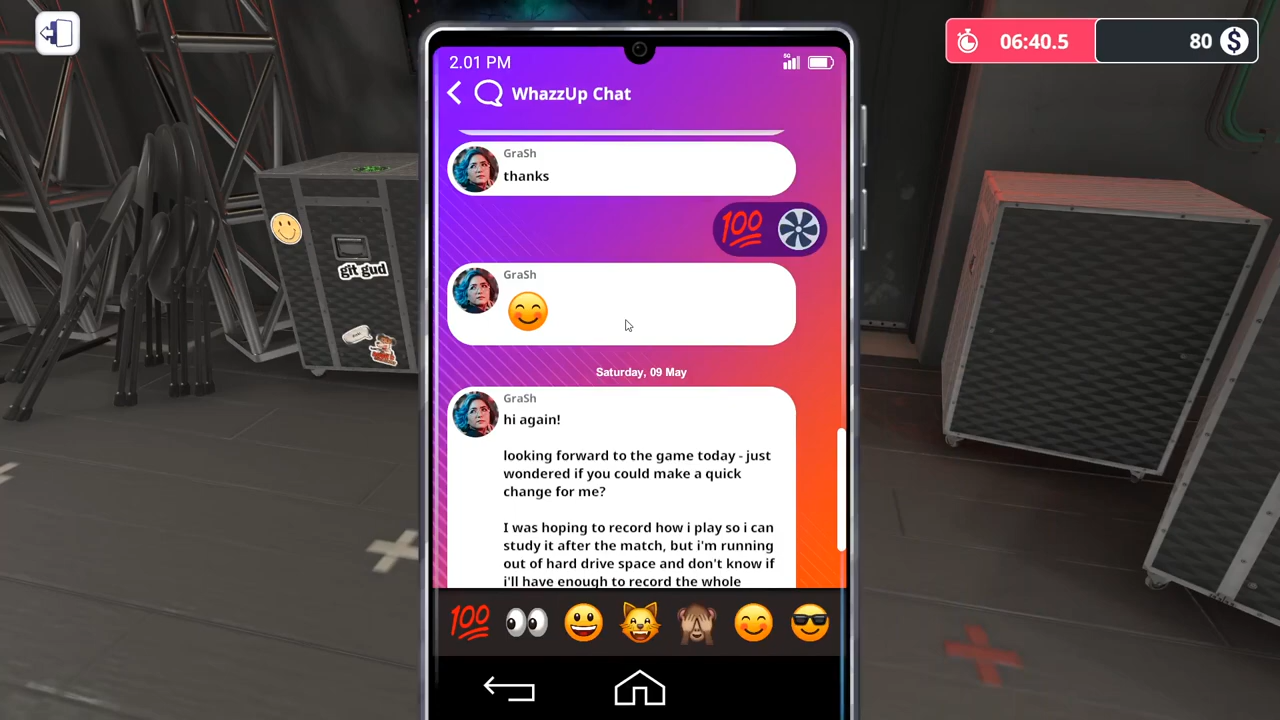 06:40.5
80
2.01 PM
WhazzUp Chat
GraSh
thanks
GraSh
Saturday, 09 May
GraSh
hi again!
looking forward to the game today - just
wondered if you could make a quick
change for me?
I was hoping to record how i play so i can
study it after the match, but i'm running
out of hard drive space and don't know if
i'll have enough to record the whole
git gud